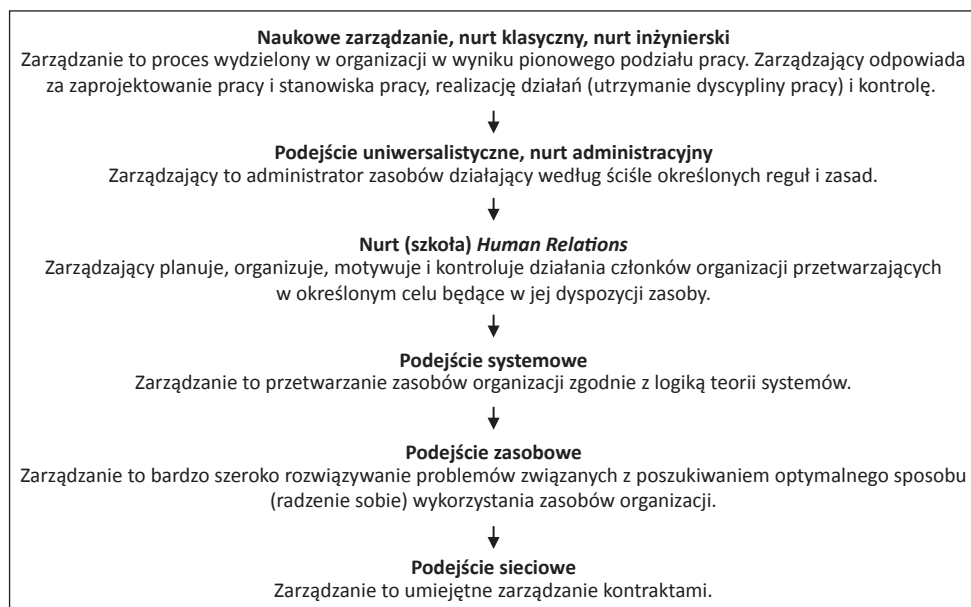 Naukowe zarządzanie, nurt klasyczny, nurt inżynierski
Zarządzanie to proces wydzielony w organizacji w wyniku pionowego podziału pracy. Zarządzający odpowiada
za zaprojektowanie pracy i stanowiska pracy, realizację działań (utrzymanie dyscypliny pracy) i kontrolę.
Podejście uniwersalistyczne, nurt administracyjny
Zarządzający to administrator zasobów działający według ściśle określonych reguł i zasad.
Nurt (szkoła) Human Relations
Zarządzający planuje, organizuje, motywuje i kontroluje działania członków organizacji przetwarzających
w określonym celu będące w jej dyspozycji zasoby.
Podejście systemowe
Zarządzanie to przetwarzanie zasobów organizacji zgodnie z logiką teorii systemów.
Podejście zasobowe
Zarządzanie to bardzo szeroko rozwiązywanie problemów związanych z poszukiwaniem optymalnego sposobu
(radzenie sobie) wykorzystania zasobów organizacji.
Podejście sieciowe
Zarządzanie to umiejętne zarządzanie kontraktami.